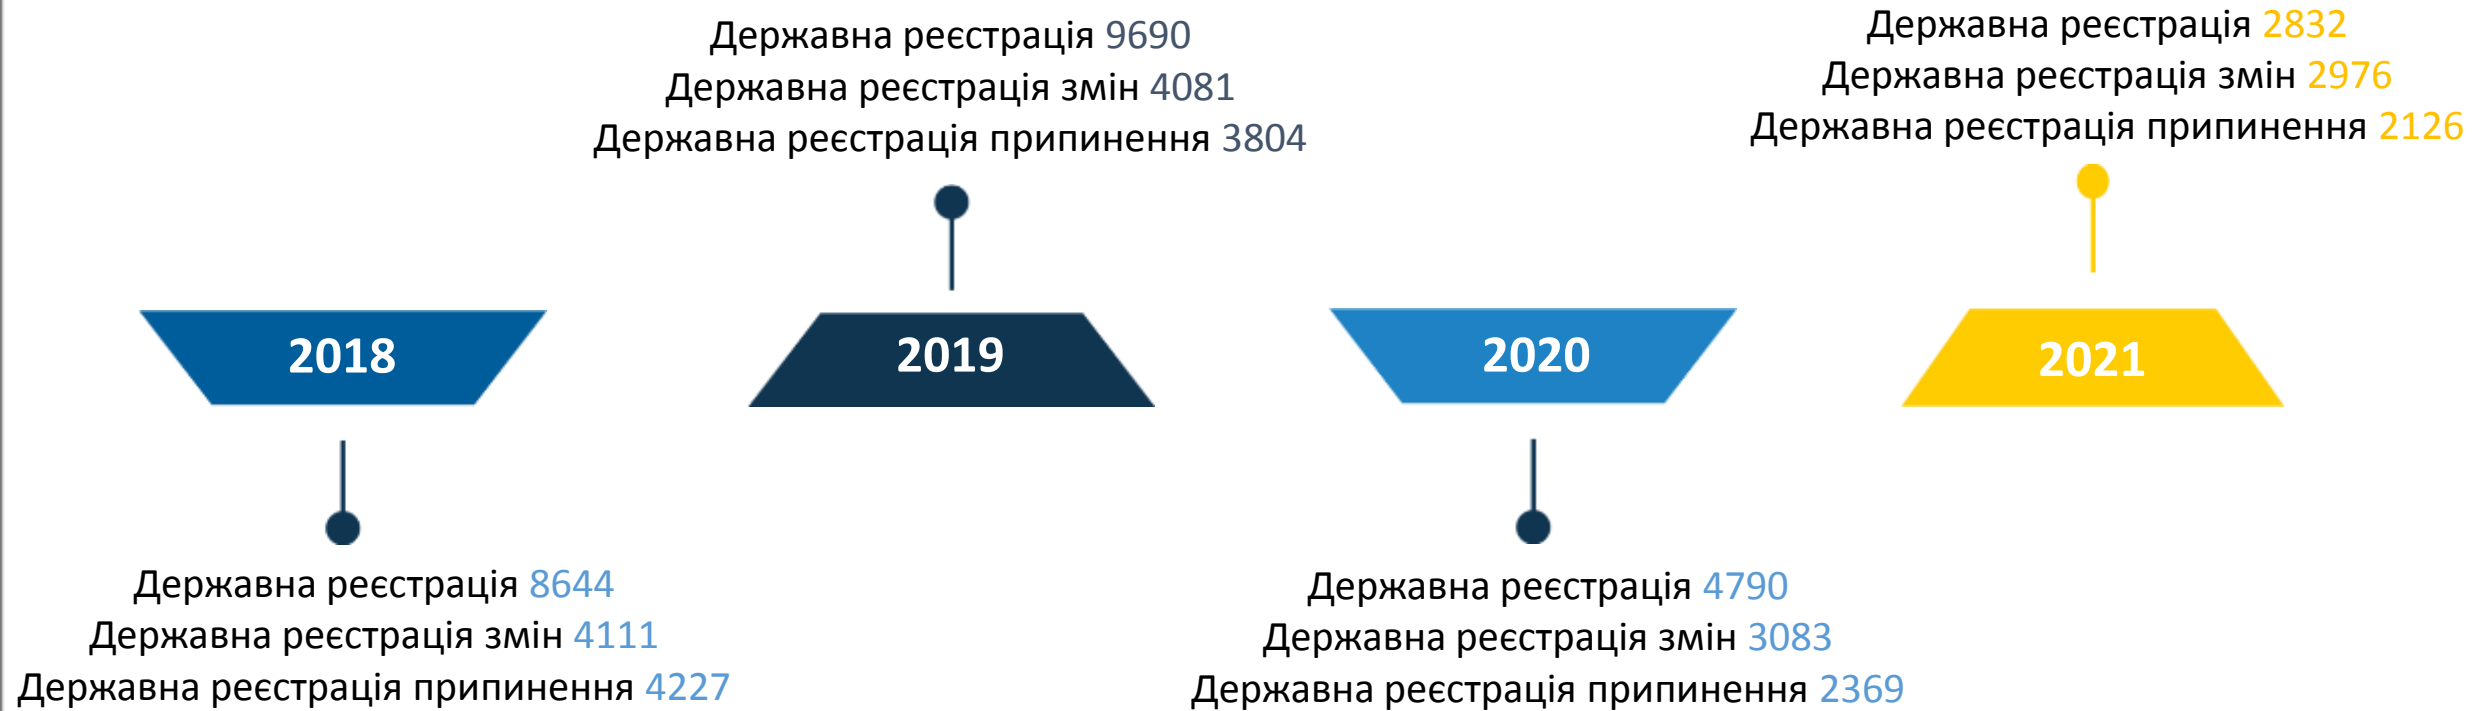 Державна реєстрація 9690
Державна реєстрація змін 4081
Державна реєстрація припинення 3804
Державна реєстрація 2832
Державна реєстрація змін 2976
Державна реєстрація припинення 2126
2018
2019
2020
2021
Державна реєстрація 8644
Державна реєстрація змін 4111
Державна реєстрація припинення 4227
Державна реєстрація 4790
Державна реєстрація змін 3083
Державна реєстрація припинення 2369